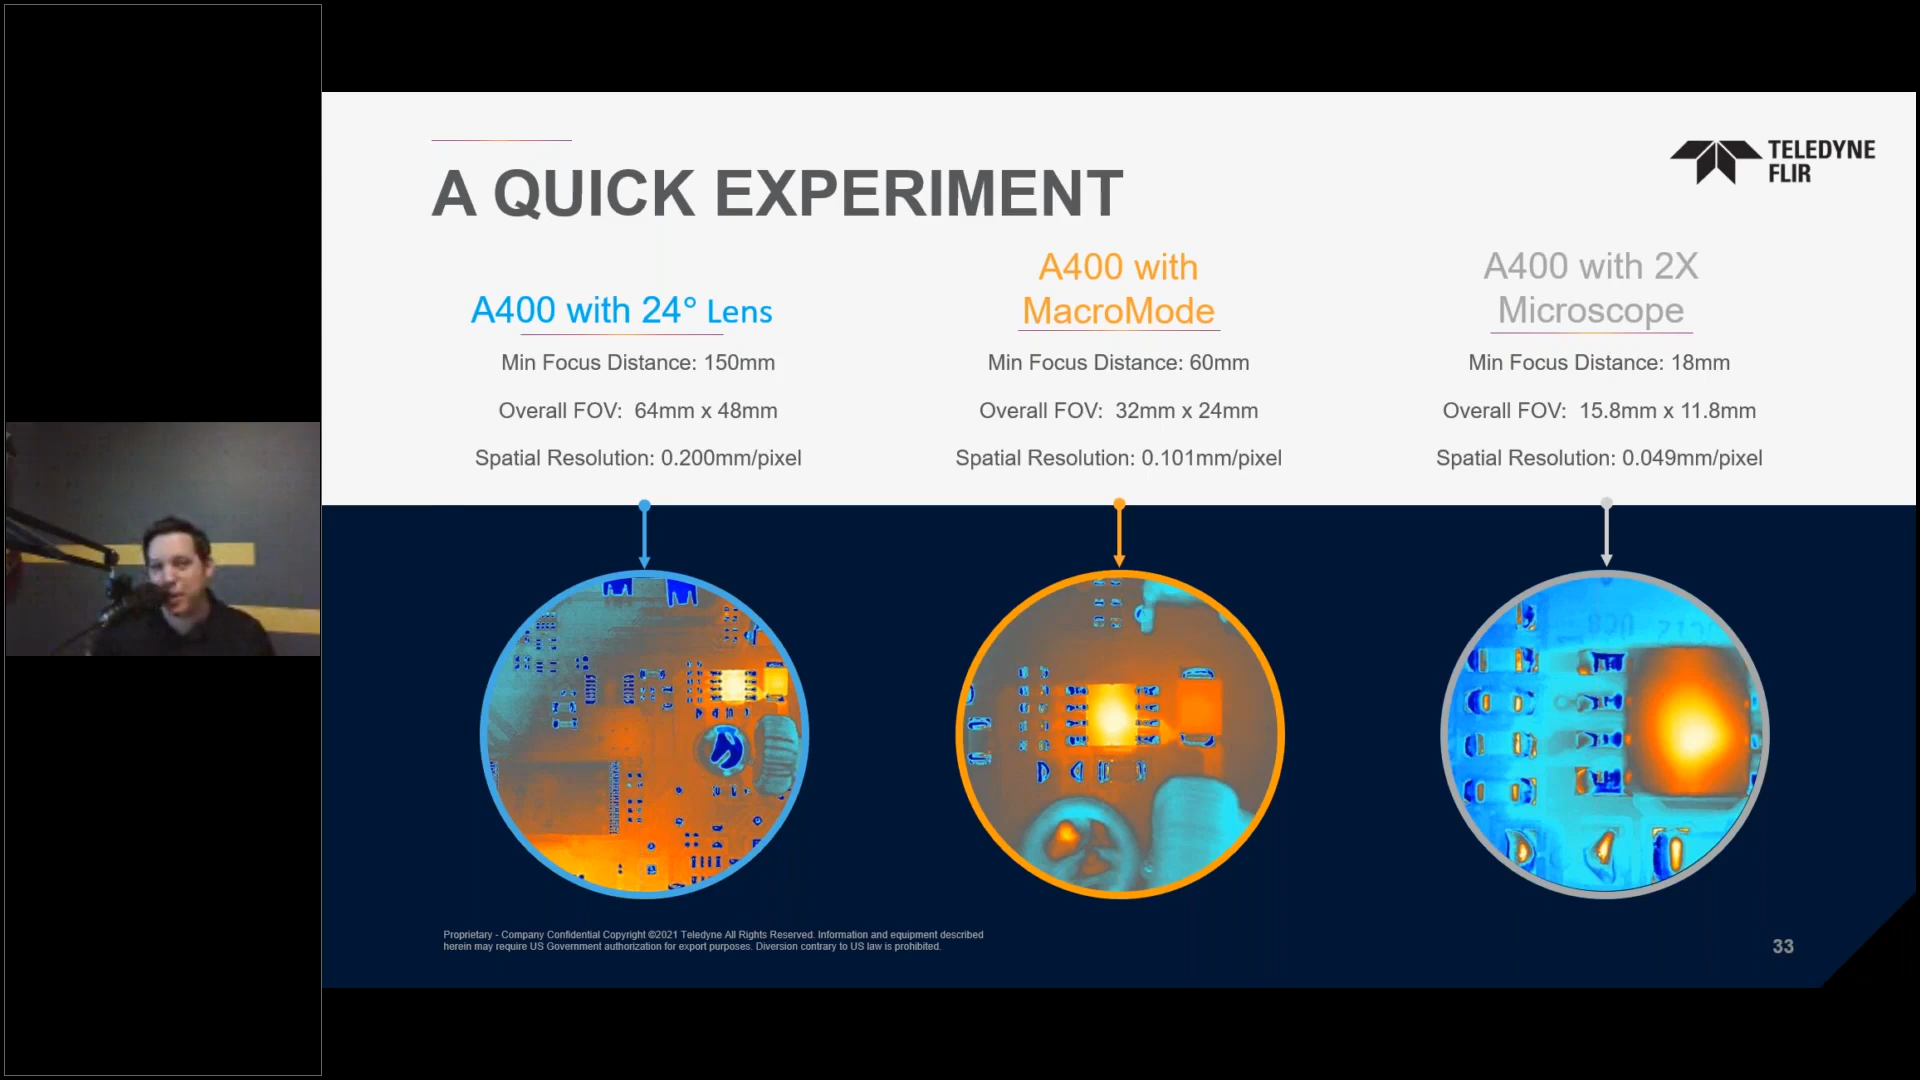 A QUICK EXPERIMENT
TELEDYNE
FLIR
A400 with 24° Lens
Min Focus Distance: 150mm
Overall FOV: 64mm x 48mm
Spatial Resolution: 0.200mm/pixel
A400 with
MacroMode
Min Focus Distance: 60mm
Overall FOV: 32mm x 24mm
Spatial Resolution: 0.101mm/pixel
A400 with 2X
Microscope
Min Focus Distance: 18mm
Overall FOV: 15.8mm x 11.8mm
Spatial Resolution: 0.049mm/pixel
Proprietary - Company Confidential Copyright ©2021 Teledyne All Rights Reserved. Information and equipment described
herein may require US Government authorization for export purposes. Diversion contrary to US law is prohibited.
33